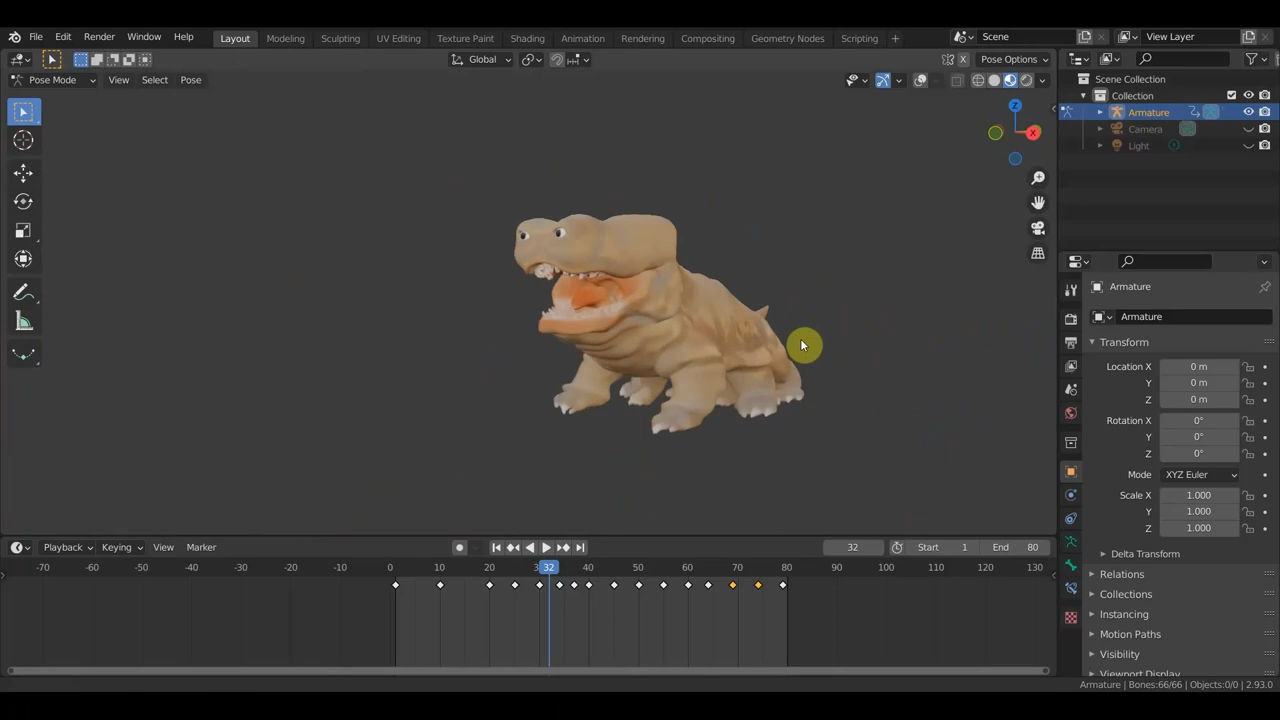 File Edit Render Window Help Layout Modeling Sculpting UV Editing Texture Paint Shading Animation Rendering Compositing Geometry Nodes Scripting + Scene View Layer
Global X Pose Options
Pose Mode View Select Pose
Scene Collection
Collection
Armature
Camera
Light
Z
X
Armature
Armature
Transform
Location X 0 m
Y 0 m
Z 0 m
Rotation X 0°
Y 0°
Z 0°
Mode XYZ Euler
Scale X 1.000
Y 1.000
Z 1.000
Delta Transform
Relations
Collections
Instancing
Motion Paths
Visibility
Viewport Display
Playback Keying View Marker 32 Start 1 End 80
-70 -60 -50 -40 -30 -20 -10 0 10 20 32 40 50 60 70 80 90 100 110 120 130
Armature | Bones:66/66 | Objects:0/0 | 2.93.0